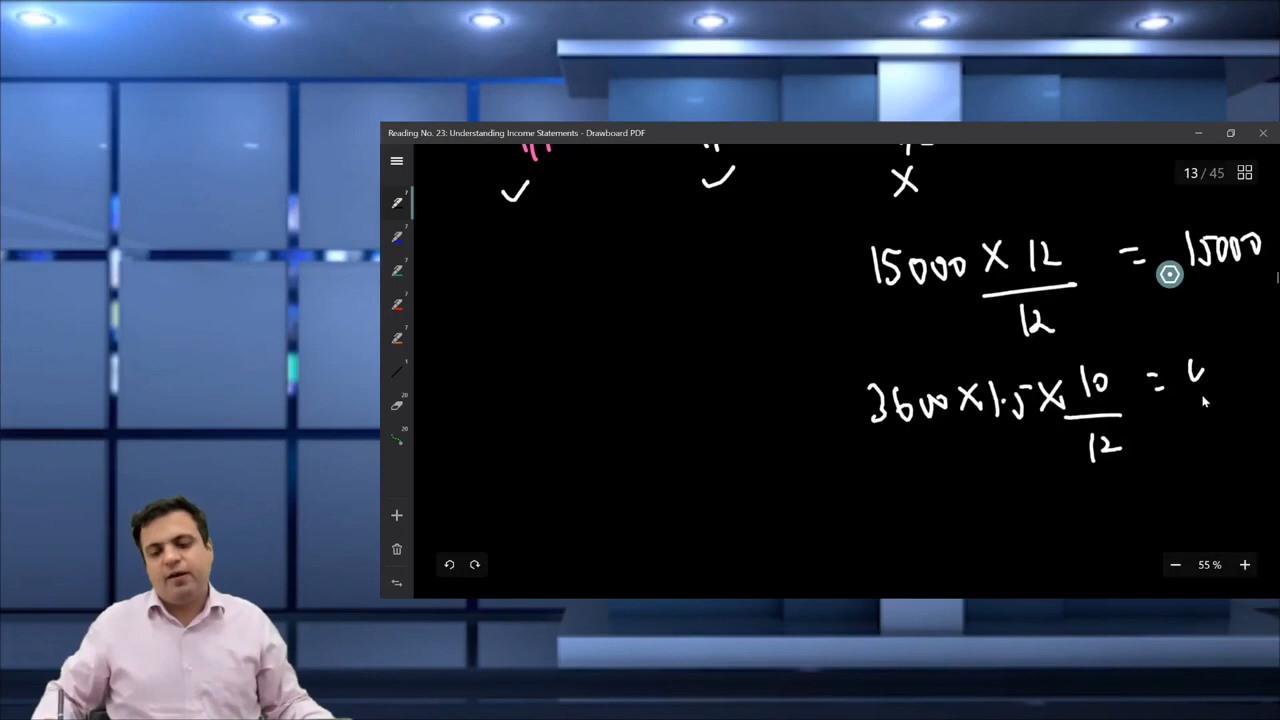 Reading No. 23: Understanding Income Statements - Drawboard PDF
13 / 45
15000 × 12 / 12 = 15000
3600 × 1.5 × 10 / 12 =
55 %